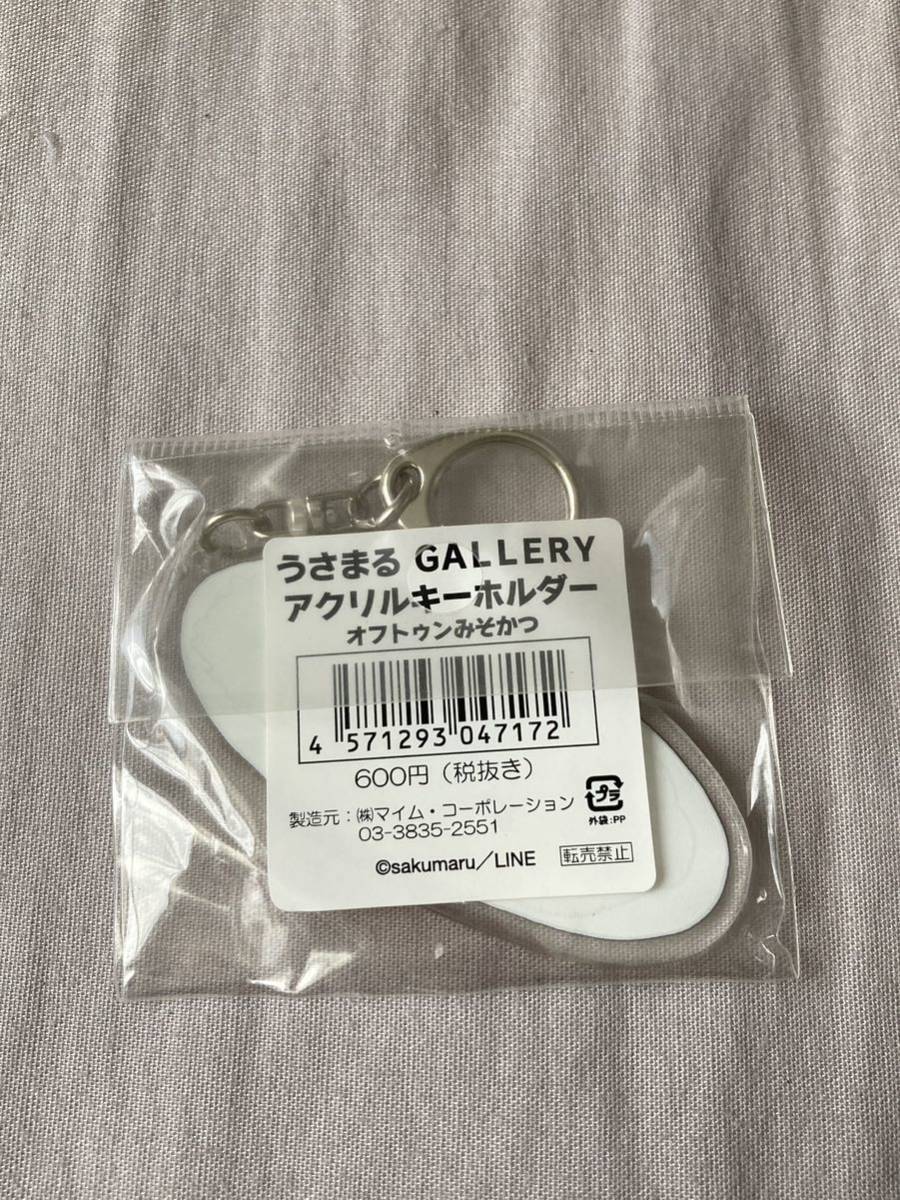 うさまる GALLERY
アクリルキーホルダー
オフトゥンみそかつ
4 571293 047172
600円（税抜き）
製造元：㈱マイム・コーポレーション
03-3835-2551
プラ
外袋:PP
©sakumaru／LINE
転売禁止